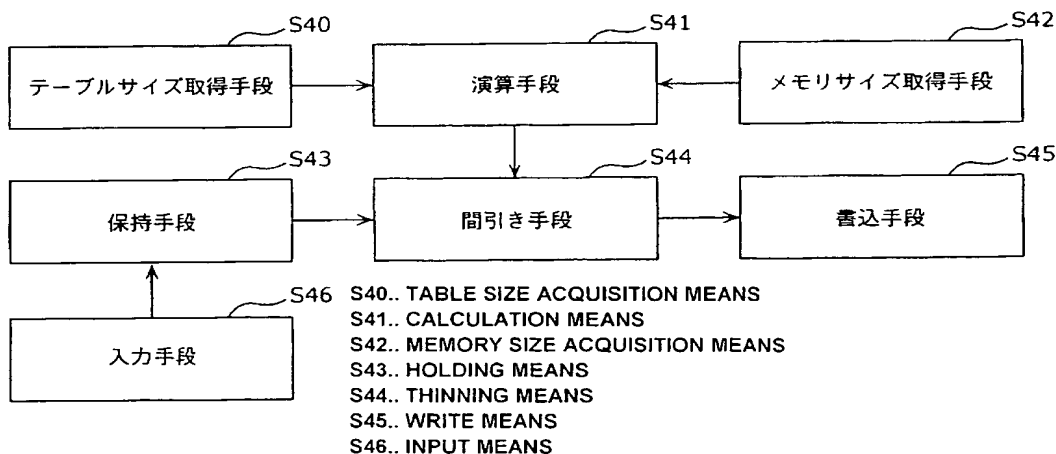 S40
テーブルサイズ取得手段
S41
演算手段
S42
メモリサイズ取得手段
S43
保持手段
S44
間引き手段
S45
書込手段
S46
入力手段
S40.. TABLE SIZE ACQUISITION MEANS
S41.. CALCULATION MEANS
S42.. MEMORY SIZE ACQUISITION MEANS
S43.. HOLDING MEANS
S44.. THINNING MEANS
S45.. WRITE MEANS
S46.. INPUT MEANS